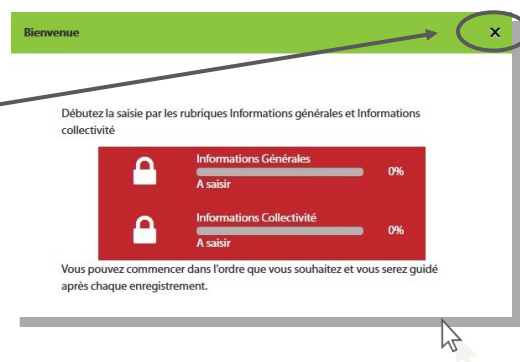 Bienvenue
x
Débutez la saisie par les rubriques Informations générales et Informations
collectivité
Informations Générales
0%
A saisir
Informations Collectivité
0%
A saisir
Vous pouvez commencer dans l'ordre que vous souhaitez et vous serez guidé
après chaque enregistrement.